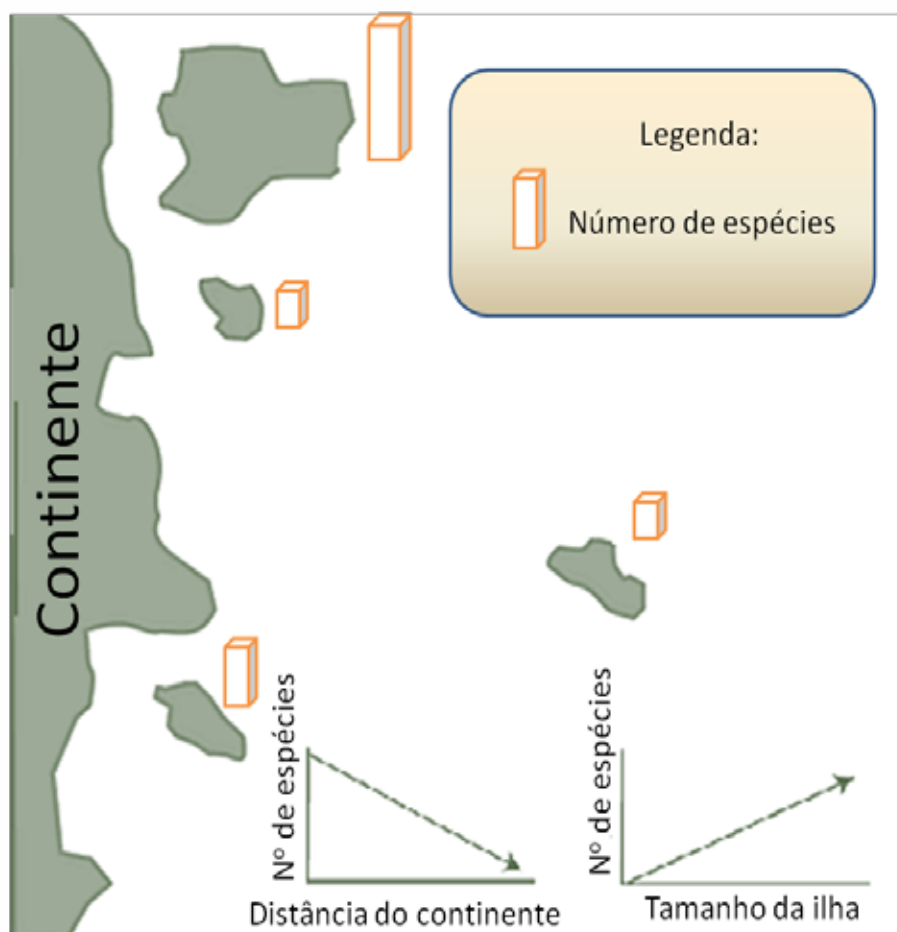 Legenda:
Número de espécies
Continente
Nº de espécies
Distância do continente
Nº de espécies
Tamanho da ilha